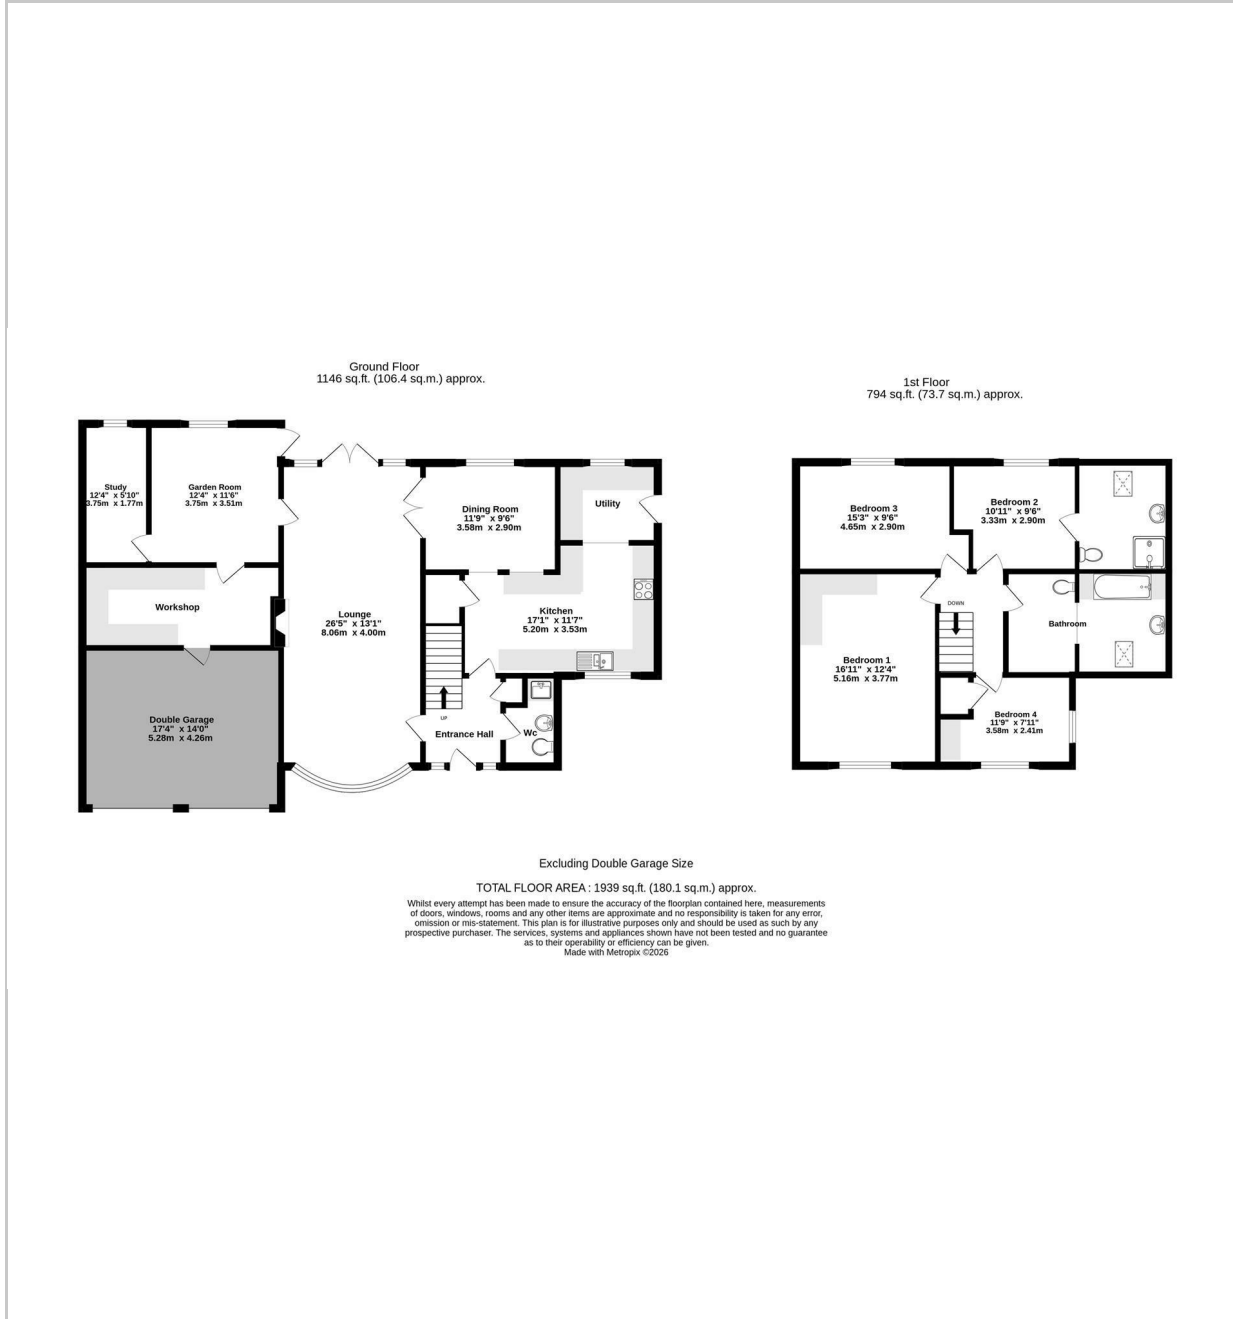 Ground Floor
1146 sq.ft. (106.4 sq.m.) approx.
1st Floor
794 sq.ft. (73.7 sq.m.) approx.
Study
12'4" x 5'10"
3.75m x 1.77m
Garden Room
12'4" x 11'6"
3.75m x 3.51m
Dining Room
11'9" x 9'6"
3.58m x 2.90m
Utility
Workshop
Lounge
26'5" x 13'1"
8.06m x 4.00m
Kitchen
17'1" x 11'7"
5.20m x 3.53m
Double Garage
17'4" x 14'0"
5.28m x 4.26m
UP
Entrance Hall
Wc
Bedroom 3
15'3" x 9'6"
4.65m x 2.90m
Bedroom 2
10'11" x 9'6"
3.33m x 2.90m
DOWN
Bathroom
Bedroom 1
16'11" x 12'4"
5.16m x 3.77m
Bedroom 4
11'9" x 7'11"
3.58m x 2.41m
Excluding Double Garage Size
TOTAL FLOOR AREA : 1939 sq.ft. (180.1 sq.m.) approx.
Whilst every attempt has been made to ensure the accuracy of the floorplan contained here, measurements
of doors, windows, rooms and any other items are approximate and no responsibility is taken for any error,
omission or mis-statement. This plan is for illustrative purposes only and should be used as such by any
prospective purchaser. The services, systems and appliances shown have not been tested and no guarantee
as to their operability or efficiency can be given.
Made with Metropix ©2026